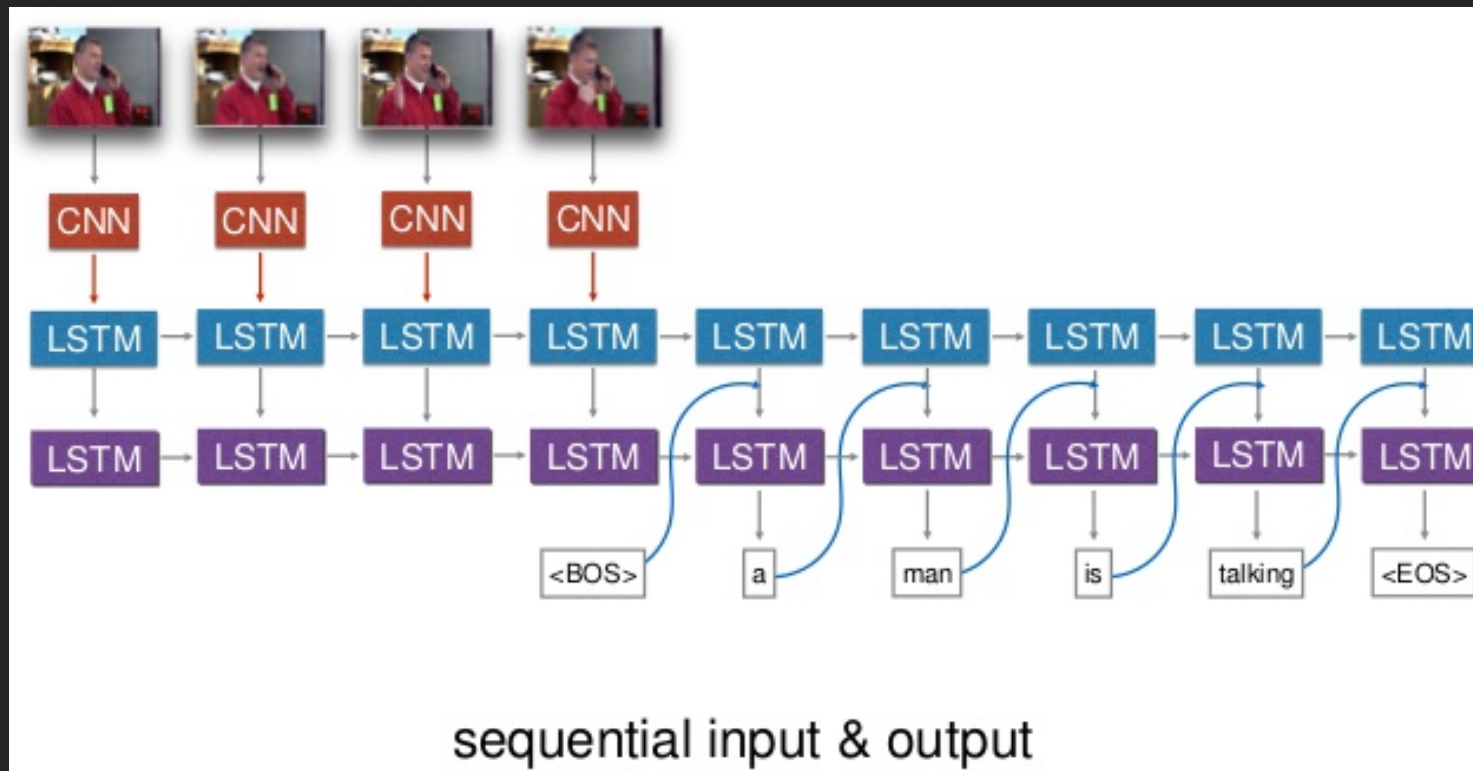 CNN CNN CNN CNN
LSTM LSTM LSTM LSTM LSTM LSTM LSTM LSTM LSTM
LSTM LSTM LSTM LSTM LSTM LSTM LSTM LSTM LSTM
<BOS> a man is talking <EOS>
sequential input & output